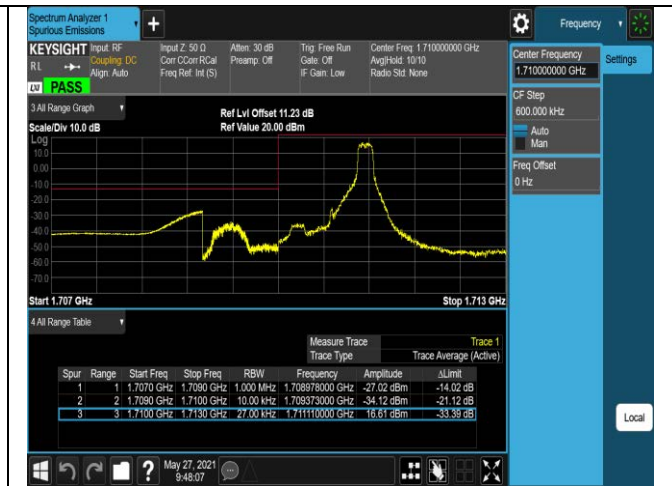 Spectrum Analyzer 1
Spurious Emissions
Frequency
KEYSIGHT Input: RF Input Z: 50 Ω Atten: 30 dB Trig: Free Run Center Freq: 1.710000000 GHz
RL Coupling: DC Corr CCorr RCal Preamp: Off Gate: Off Avg|Hold: 10/10
Align: Auto Freq Ref: Int (S) IF Gain: Low Radio Std: None
LXI PASS
Center Frequency
1.710000000 GHz
Settings
CF Step
600.000 kHz
Auto
Man
Freq Offset
0 Hz
3 All Range Graph
Scale/Div 10.0 dB
Ref Lvl Offset 11.23 dB
Ref Value 20.00 dBm
Log
10.0
0.00
-10.0
-20.0
-30.0
-40.0
-50.0
-60.0
-70.0
Start 1.707 GHz Stop 1.713 GHz
4 All Range Table
Measure Trace Trace 1
Trace Type Trace Average (Active)
Spur Range Start Freq Stop Freq RBW Frequency Amplitude ΔLimit
1 1 1.7070 GHz 1.7090 GHz 1.000 MHz 1.708978000 GHz -27.02 dBm -14.02 dB
2 2 1.7090 GHz 1.7100 GHz 10.00 kHz 1.709373000 GHz -34.12 dBm -21.12 dB
3 3 1.7100 GHz 1.7130 GHz 27.00 kHz 1.711110000 GHz 16.61 dBm -33.39 dB
Local
May 27, 2021
9:48:07